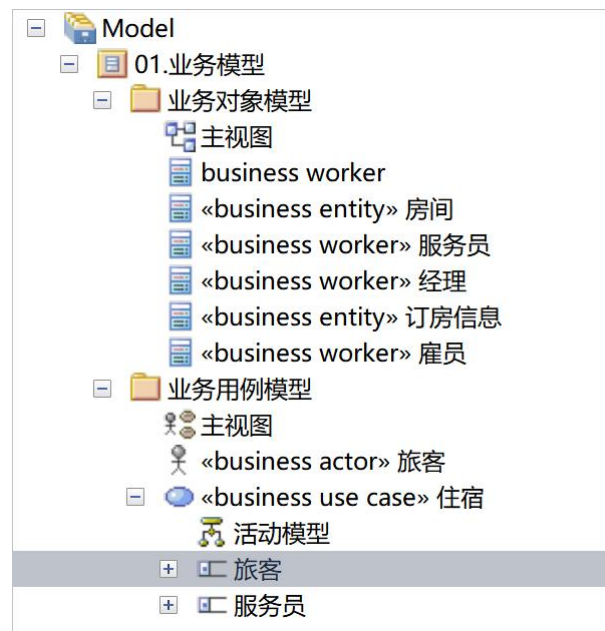 Model
01.业务模型
业务对象模型
主视图
business worker
«business entity» 房间
«business worker» 服务员
«business worker» 经理
«business entity» 订房信息
«business worker» 雇员
业务用例模型
主视图
«business actor» 旅客
«business use case» 住宿
活动模型
旅客
服务员